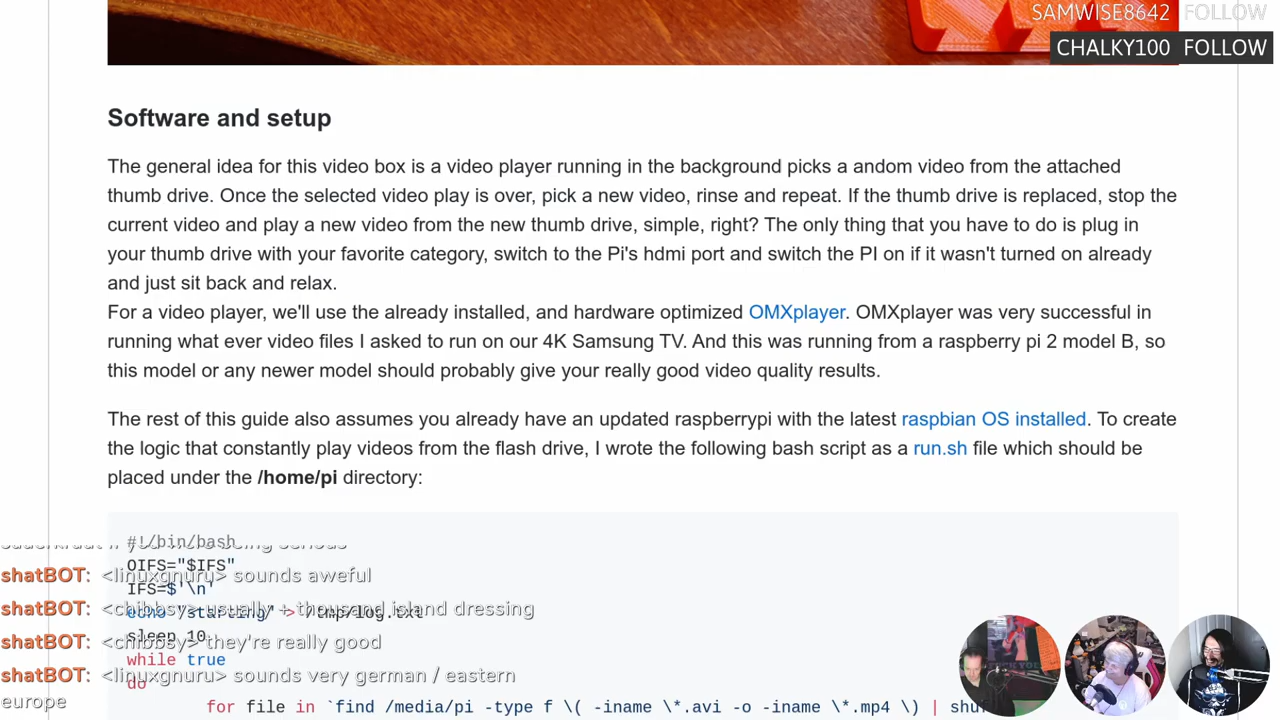 SAMWISE8642 FOLLOW
CHALKY100 FOLLOW
Software and setup
The general idea for this video box is a video player running in the background picks a andom video from the attached
thumb drive. Once the selected video play is over, pick a new video, rinse and repeat. If the thumb drive is replaced, stop the
current video and play a new video from the new thumb drive, simple, right? The only thing that you have to do is plug in
your thumb drive with your favorite category, switch to the Pi's hdmi port and switch the PI on if it wasn't turned on already
and just sit back and relax.
For a video player, we'll use the already installed, and hardware optimized OMXplayer. OMXplayer was very successful in
running what ever video files I asked to run on our 4K Samsung TV. And this was running from a raspberry pi 2 model B, so
this model or any newer model should probably give your really good video quality results.
The rest of this guide also assumes you already have an updated raspberrypi with the latest raspbian OS installed. To create
the logic that constantly play videos from the flash drive, I wrote the following bash script as a run.sh file which should be
placed under the /home/pi directory:
#!/bin/bash
OIFS="$IFS"
IFS=$'\n'
echo "starting" > /tmp/log.txt
sleep 10
while true
do
for file in `find /media/pi -type f \( -iname \*.avi -o -iname \*.mp4 \) | shuf
shatBOT: <linuxgnuru> sounds aweful
shatBOT: <chibbsy> usually + thousand island dressing
shatBOT: <chibbsy> they're really good
shatBOT: <linuxgnuru> sounds very german / eastern
europe